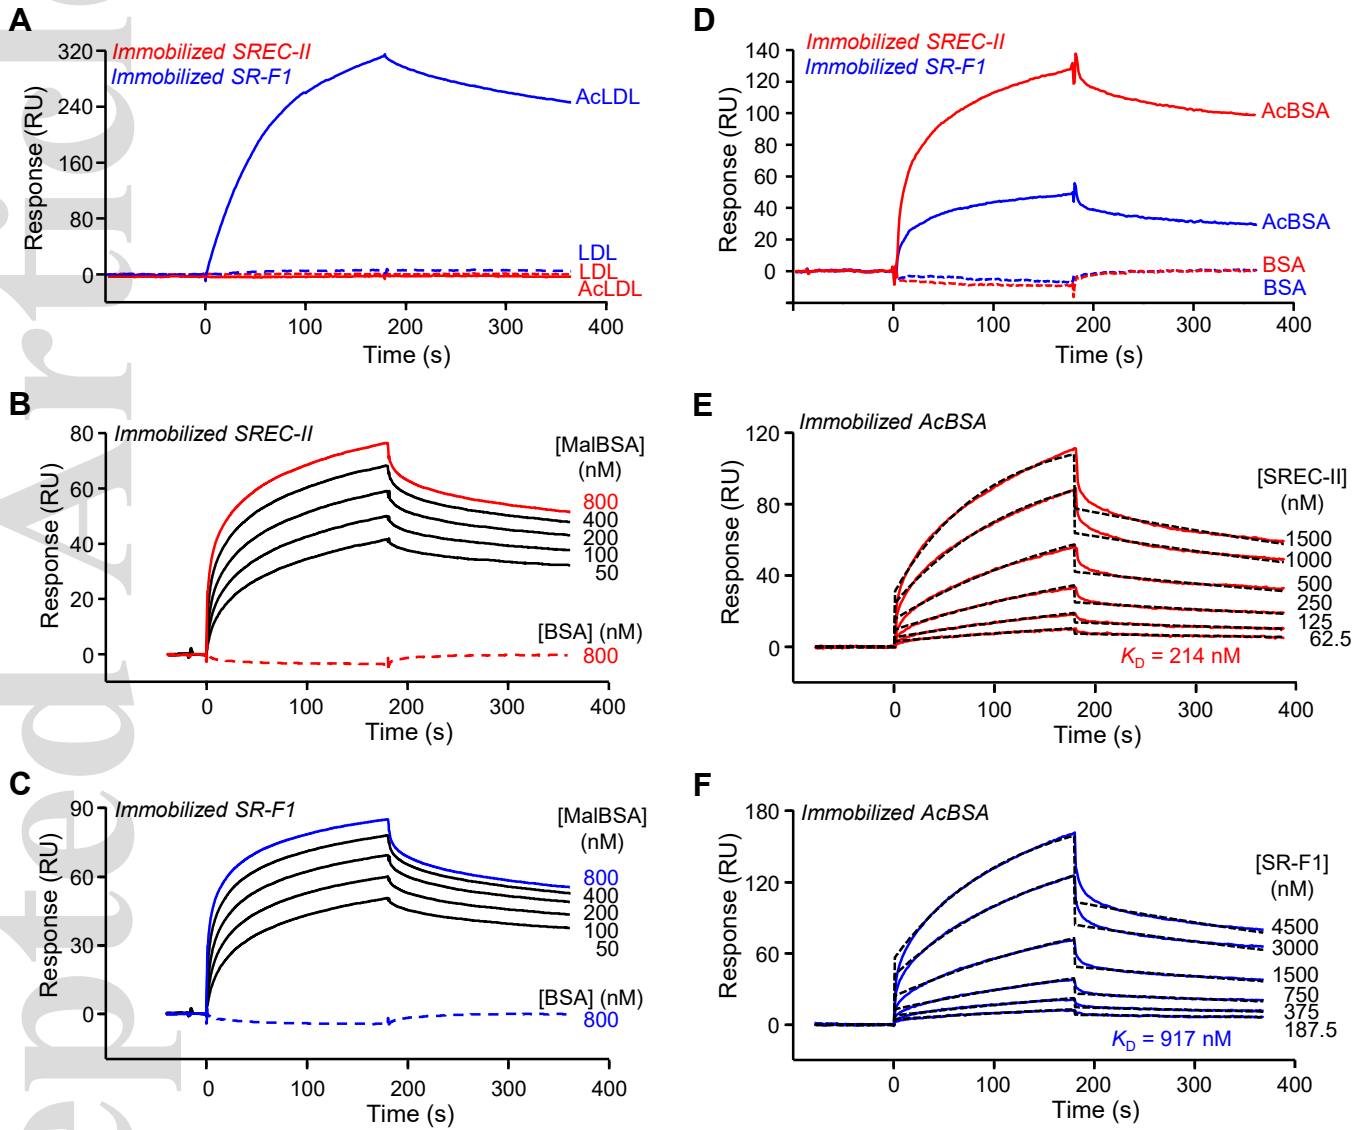 A
Immobilized SREC-II
Immobilized SR-F1
320
240
160
80
0
Response (RU)
AcLDL
LDL
LDL
AcLDL
0 100 200 300 400
Time (s)
D
Immobilized SREC-II
Immobilized SR-F1
140
120
100
80
60
40
20
0
Response (RU)
AcBSA
AcBSA
BSA
BSA
0 100 200 300 400
Time (s)
B
Immobilized SREC-II
80
60
40
20
0
Response (RU)
[MalBSA]
(nM)
800
400
200
100
50
[BSA] (nM)
800
0 100 200 300 400
Time (s)
E
Immobilized AcBSA
120
80
40
0
Response (RU)
[SREC-II]
(nM)
1500
1000
500
250
125
62.5
KD = 214 nM
0 100 200 300 400
Time (s)
C
Immobilized SR-F1
90
60
30
0
Response (RU)
[MalBSA]
(nM)
800
400
200
100
50
[BSA] (nM)
800
0 100 200 300 400
Time (s)
F
Immobilized AcBSA
180
120
60
0
Response (RU)
[SR-F1]
(nM)
4500
3000
1500
750
375
187.5
KD = 917 nM
0 100 200 300 400
Time (s)
epted Artic